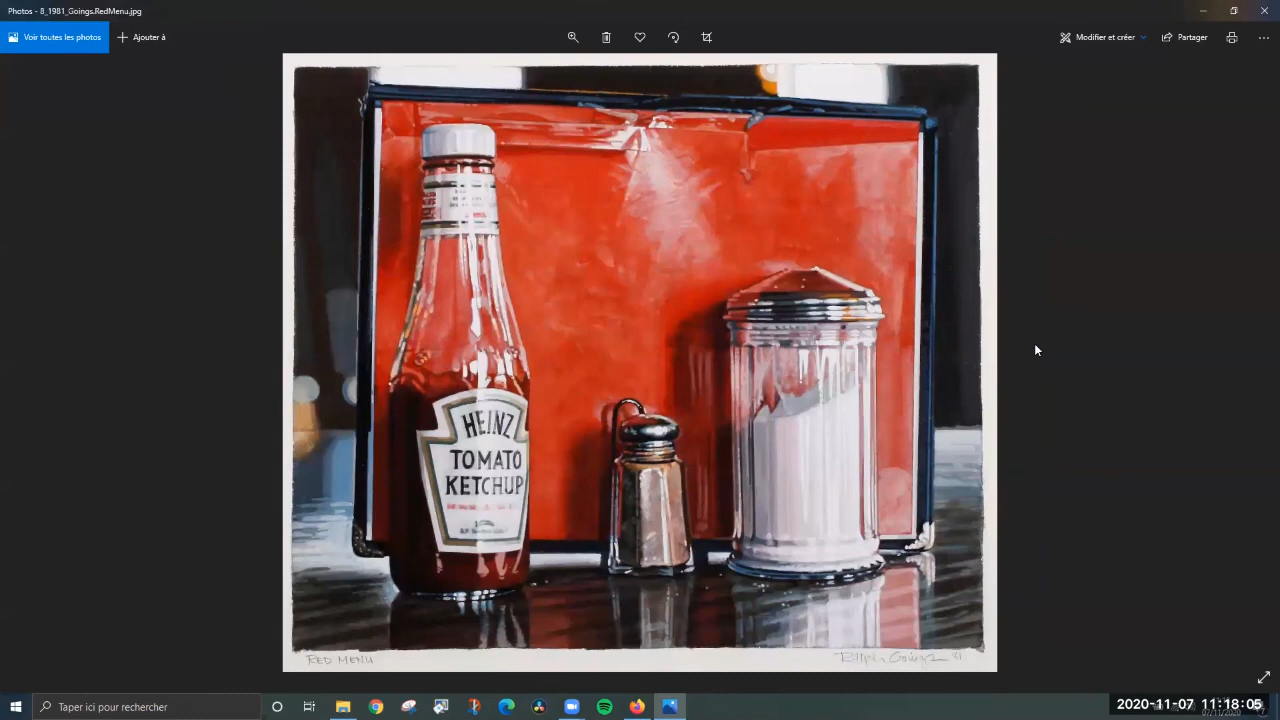 Photos - 8_1981_Goings.RedMenu.jpg
Voir toutes les photos
Ajouter à
Modifier et créer
Partager
HEINZ
TOMATO
KETCHUP
RED MENU
Ralph Goings '81
Taper ici pour rechercher
2020-11-07 11:18:05